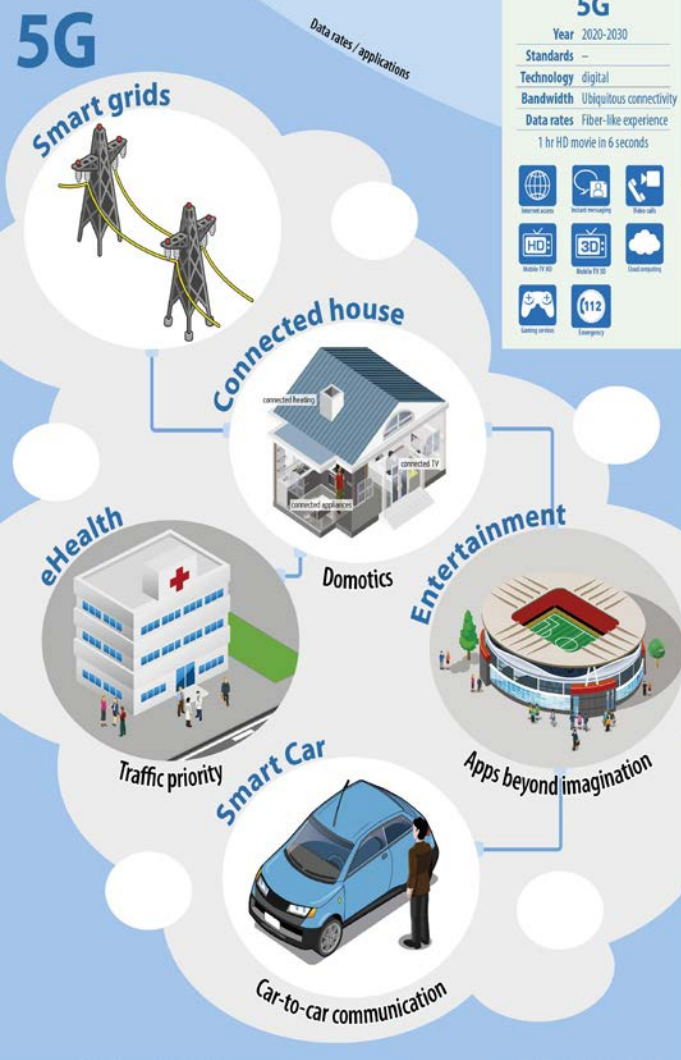 5G
Data rates / applications
5G
Year 2020-2030
Standards –
Technology digital
Bandwidth Ubiquitous connectivity
Data rates Fiber-like experience
1 hr HD movie in 6 seconds
Internet access
Instant messaging
Video calls
HD
3D
Mobile TV HD
Mobile TV 3D
Cloud computing
112
Gaming services
Emergency
Smart grids
Connected house
connected heating
connected TV
connected appliances
Domotics
eHealth
Traffic priority
Entertainment
Apps beyond imagination
Smart Car
Car-to-car communication